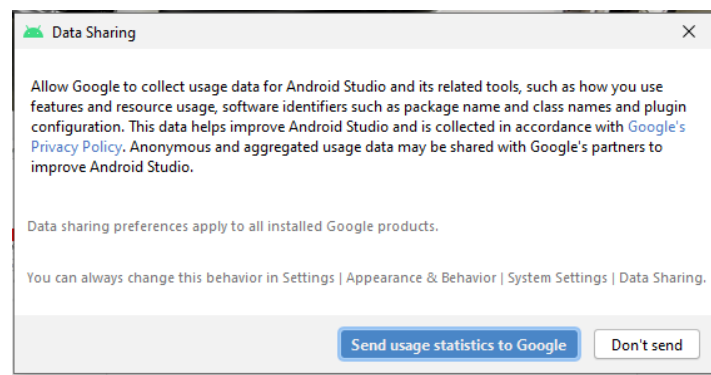 Data Sharing
Allow Google to collect usage data for Android Studio and its related tools, such as how you use
features and resource usage, software identifiers such as package name and class names and plugin
configuration. This data helps improve Android Studio and is collected in accordance with Google's
Privacy Policy. Anonymous and aggregated usage data may be shared with Google's partners to
improve Android Studio.
Data sharing preferences apply to all installed Google products.
You can always change this behavior in Settings | Appearance & Behavior | System Settings | Data Sharing.
Send usage statistics to Google
Don't send